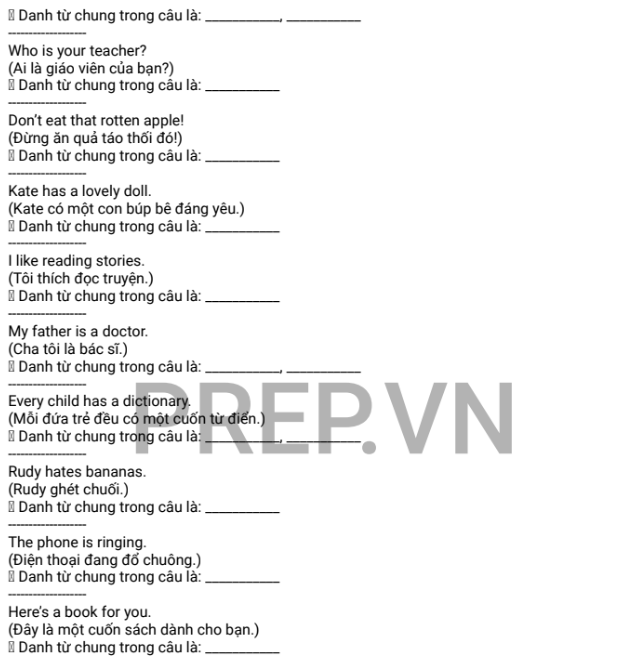 Danh từ chung trong câu là: __________, __________
-------------------
Who is your teacher?
(Ai là giáo viên của bạn?)
Danh từ chung trong câu là: __________
-------------------
Don't eat that rotten apple!
(Đừng ăn quả táo thối đó!)
Danh từ chung trong câu là: __________
-------------------
Kate has a lovely doll.
(Kate có một con búp bê đáng yêu.)
Danh từ chung trong câu là: __________
-------------------
I like reading stories.
(Tôi thích đọc truyện.)
Danh từ chung trong câu là: __________
-------------------
My father is a doctor.
(Cha tôi là bác sĩ.)
Danh từ chung trong câu là: __________, __________
-------------------
Every child has a dictionary.
(Mỗi đứa trẻ đều có một cuốn từ điển.)
Danh từ chung trong câu là: __________, __________
-------------------
PREP.VN
Rudy hates bananas.
(Rudy ghét chuối.)
Danh từ chung trong câu là: __________
-------------------
The phone is ringing.
(Điện thoại đang đổ chuông.)
Danh từ chung trong câu là: __________
-------------------
Here's a book for you.
(Đây là một cuốn sách dành cho bạn.)
Danh từ chung trong câu là: __________